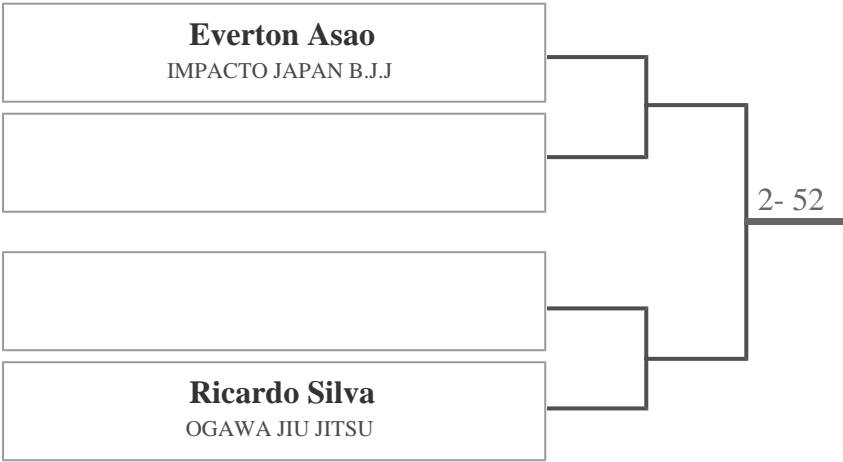 Everton Asao
IMPACTO JAPAN B.J.J
2- 52
Ricardo Silva
OGAWA JIU JITSU